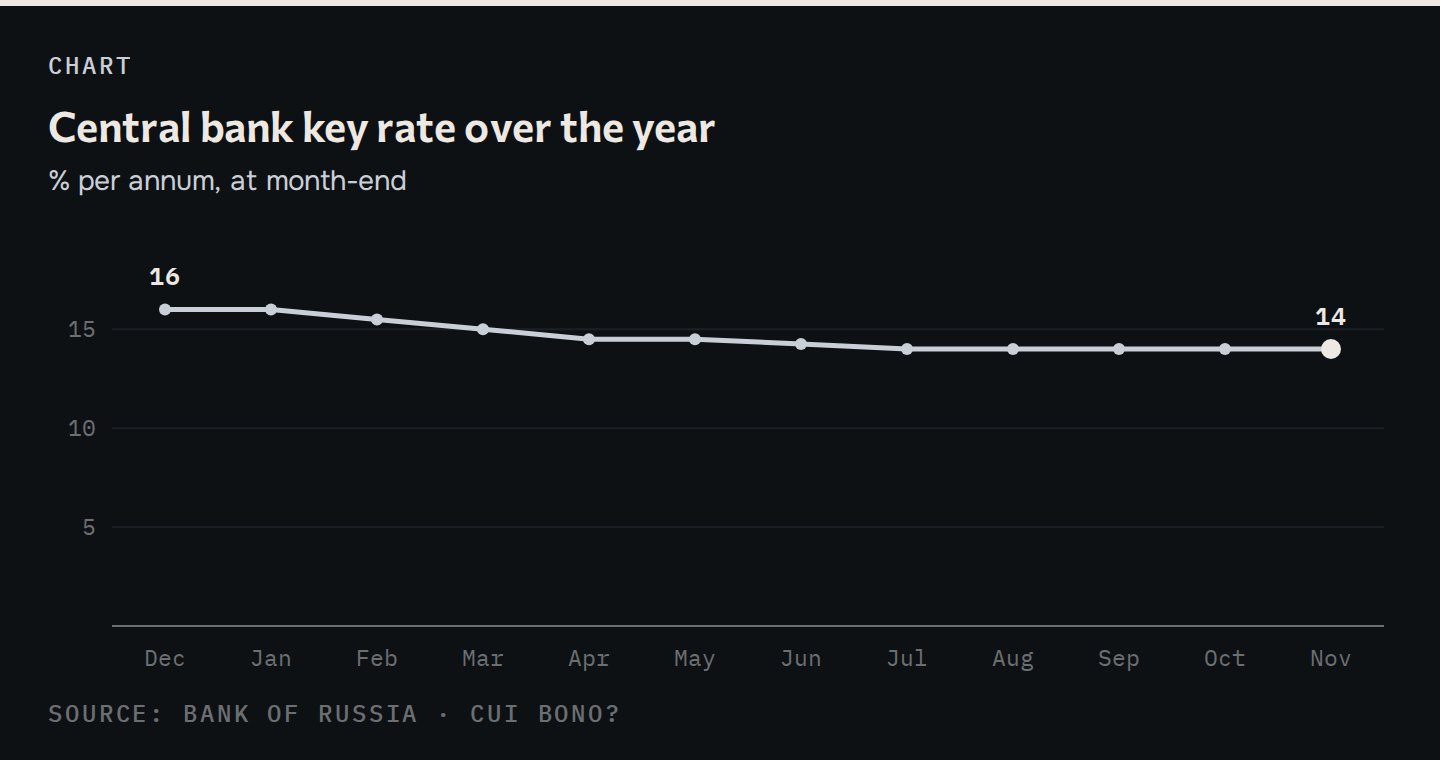 CHART
Central bank key rate over the year
% per annum, at month-end
16
14
15
10
5
Dec Jan Feb Mar Apr May Jun Jul Aug Sep Oct Nov
SOURCE: BANK OF RUSSIA · CUI BONO?